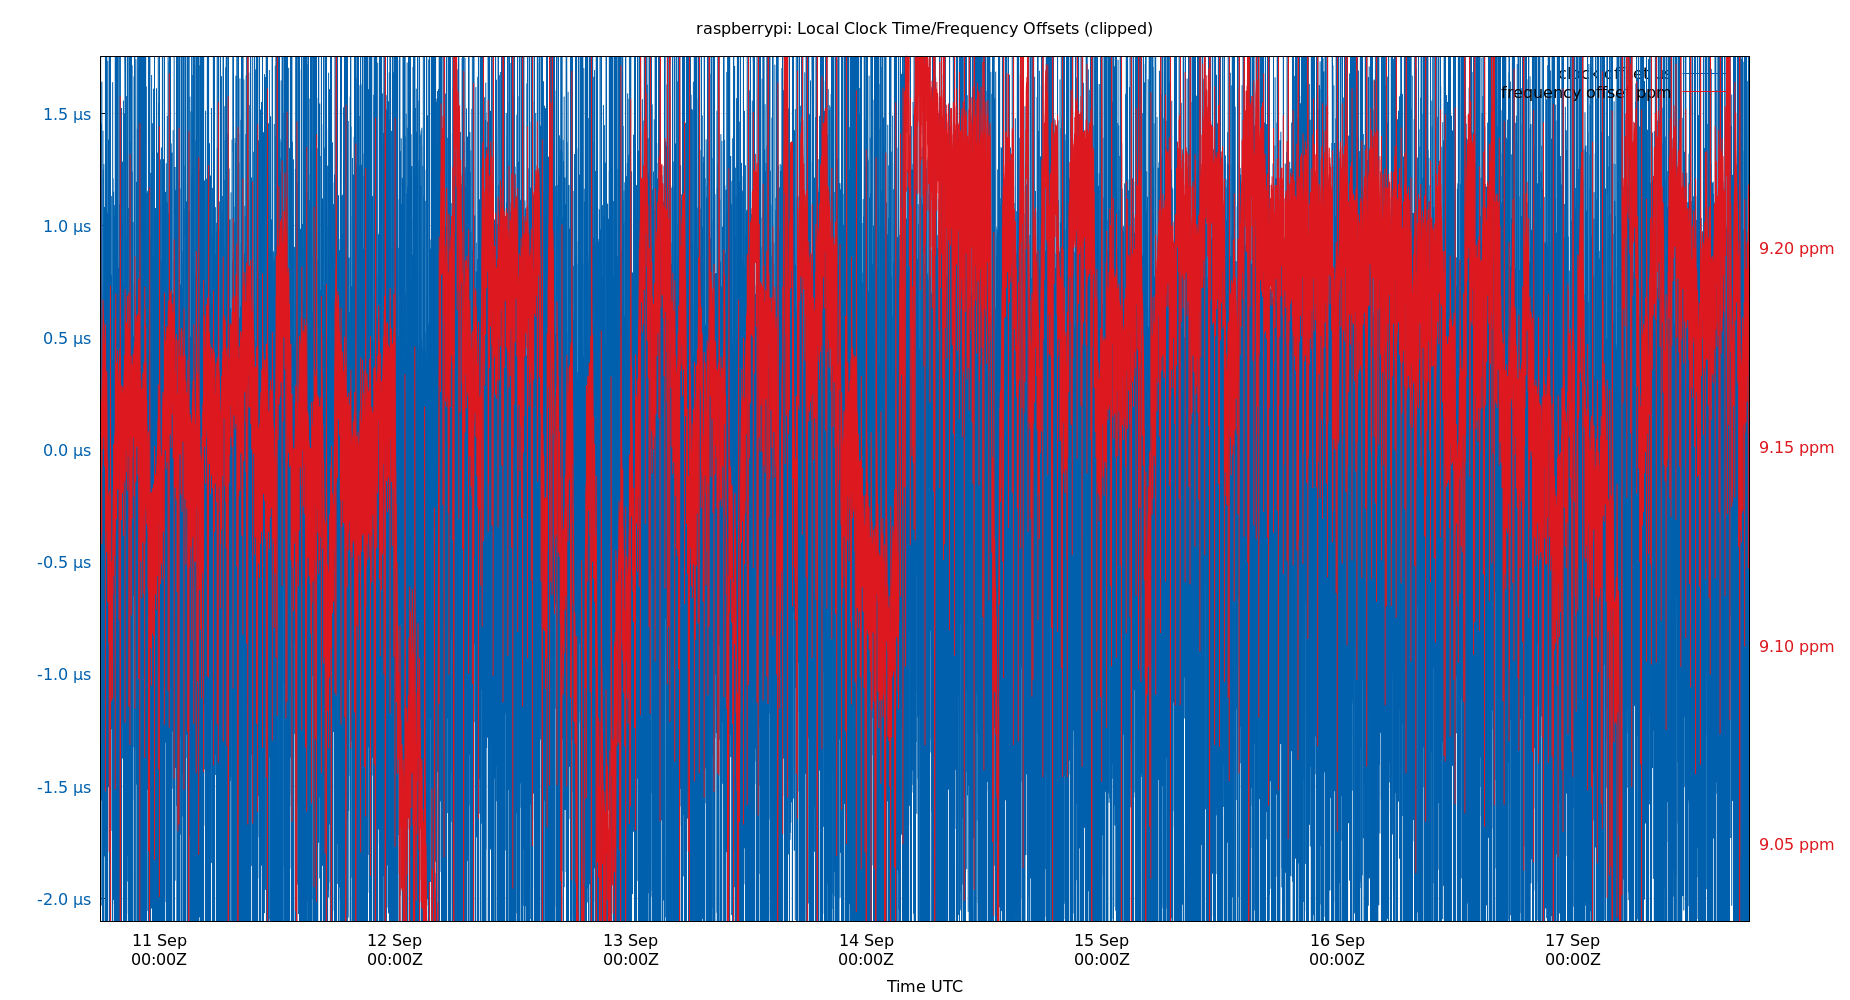 raspberrypi: Local Clock Time/Frequency Offsets (clipped)
clock offset µs
frequency offset ppm
1.5 µs
1.0 µs
0.5 µs
0.0 µs
-0.5 µs
-1.0 µs
-1.5 µs
-2.0 µs
9.20 ppm
9.15 ppm
9.10 ppm
9.05 ppm
11 Sep 12 Sep 13 Sep 14 Sep 15 Sep 16 Sep 17 Sep
00:00Z 00:00Z 00:00Z 00:00Z 00:00Z 00:00Z 00:00Z
Time UTC